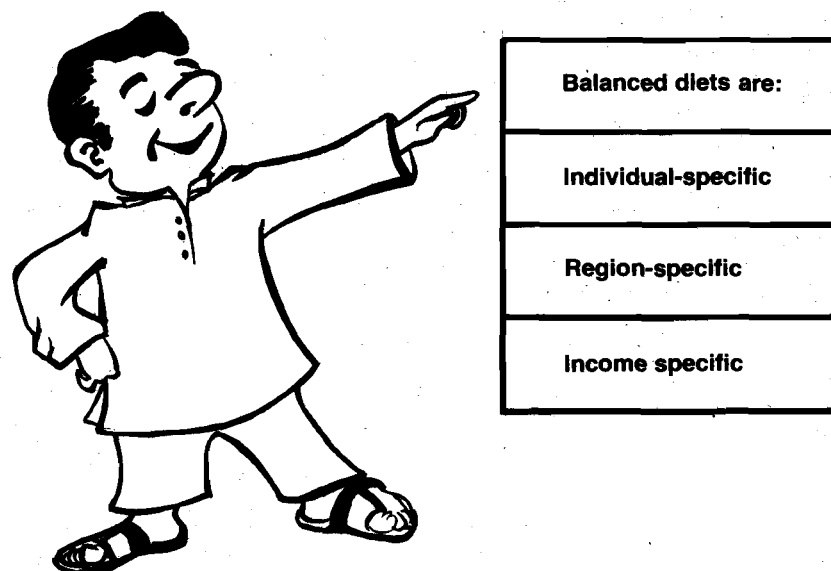 Balanced diets are:
Individual-specific
Region-specific
Income specific